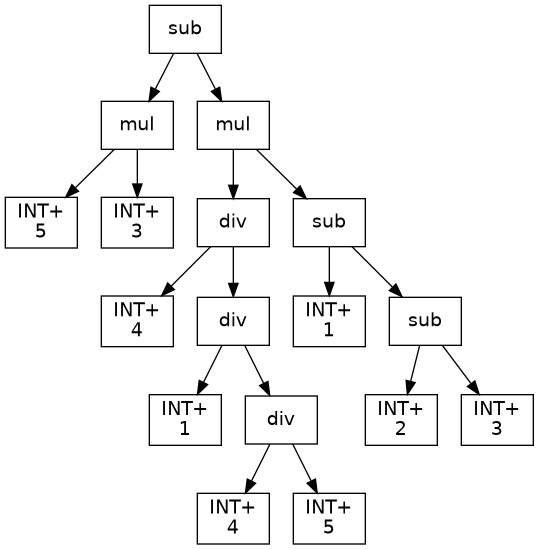 sub
mul
mul
INT+
5
INT+
3
div
sub
INT+
4
div
INT+
1
sub
INT+
1
div
INT+
2
INT+
3
INT+
4
INT+
5